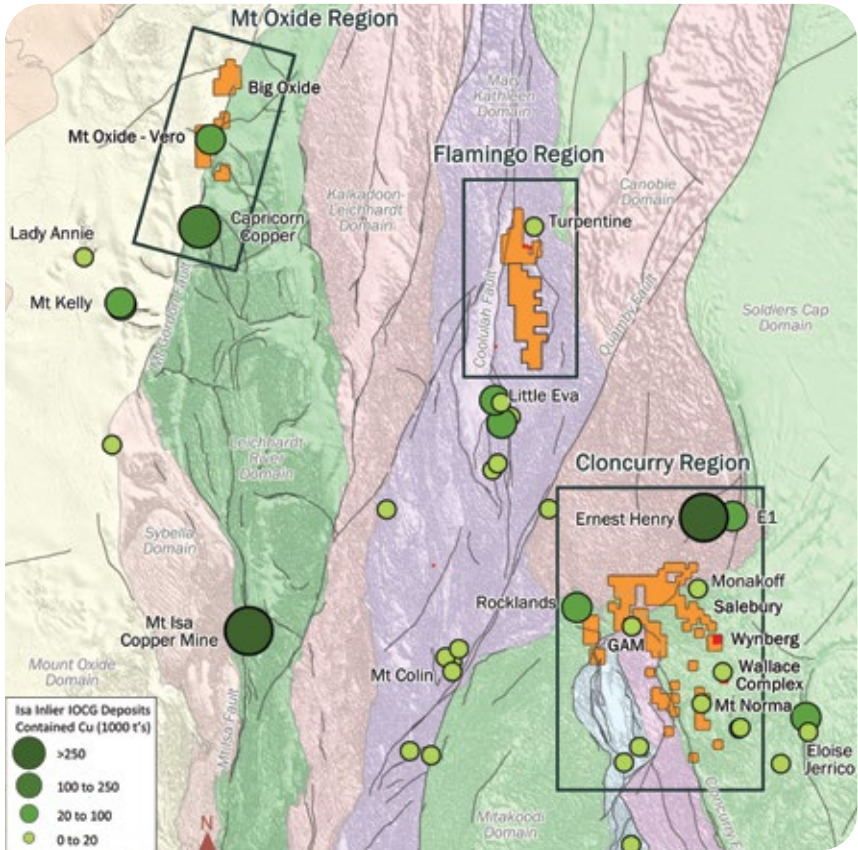 Mt Oxide Region
Big Oxide
Mt Oxide - Vero
Capricorn
Copper
Lady Annie
Mt Kelly
Mt Gordon Fault
Kalkadoon-
Leichhardt
Domain
Mary
Kathleen
Domain
Flamingo Region
Turpentine
Canobie
Domain
Coolulah Fault
Quamby Fault
Soldiers Cap
Domain
Little Eva
Leichhardt
River
Domain
Cloncurry Region
Ernest Henry
E1
Sybella
Domain
Monakoff
Salebury
Rocklands
Wynberg
GAM
Mt Isa
Copper Mine
Wallace
Complex
Mt Colin
Mt Norma
Mount Oxide
Domain
Mt Isa Fault
Eloise
Jerrico
Mitakoodi
Domain
Cloncurry F
Isa Inlier IOCG Deposits
Contained Cu (1000 t's)
>250
100 to 250
20 to 100
0 to 20
N